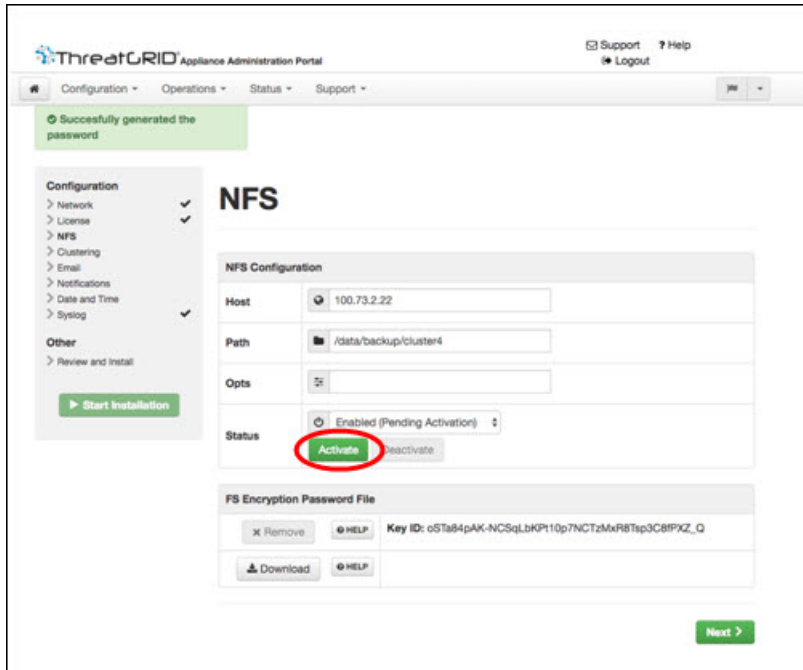 ThreatGRID Appliance Administration Portal
Support ? Help
Logout
Configuration Operations Status Support
Succesfully generated the
password
Configuration
Network
License
NFS
Clustering
Email
Notifications
Date and Time
Syslog
Other
Review and Install
Start Installation
NFS
NFS Configuration
Host 100.73.2.22
Path /data/backup/cluster4
Opts
Status Enabled (Pending Activation)
Activate Deactivate
FS Encryption Password File
Remove HELP Key ID: oSTa84pAK-NCSqLbKPt10p7NCTzMxR8Tsp3C8fPXZ_Q
Download HELP
Next